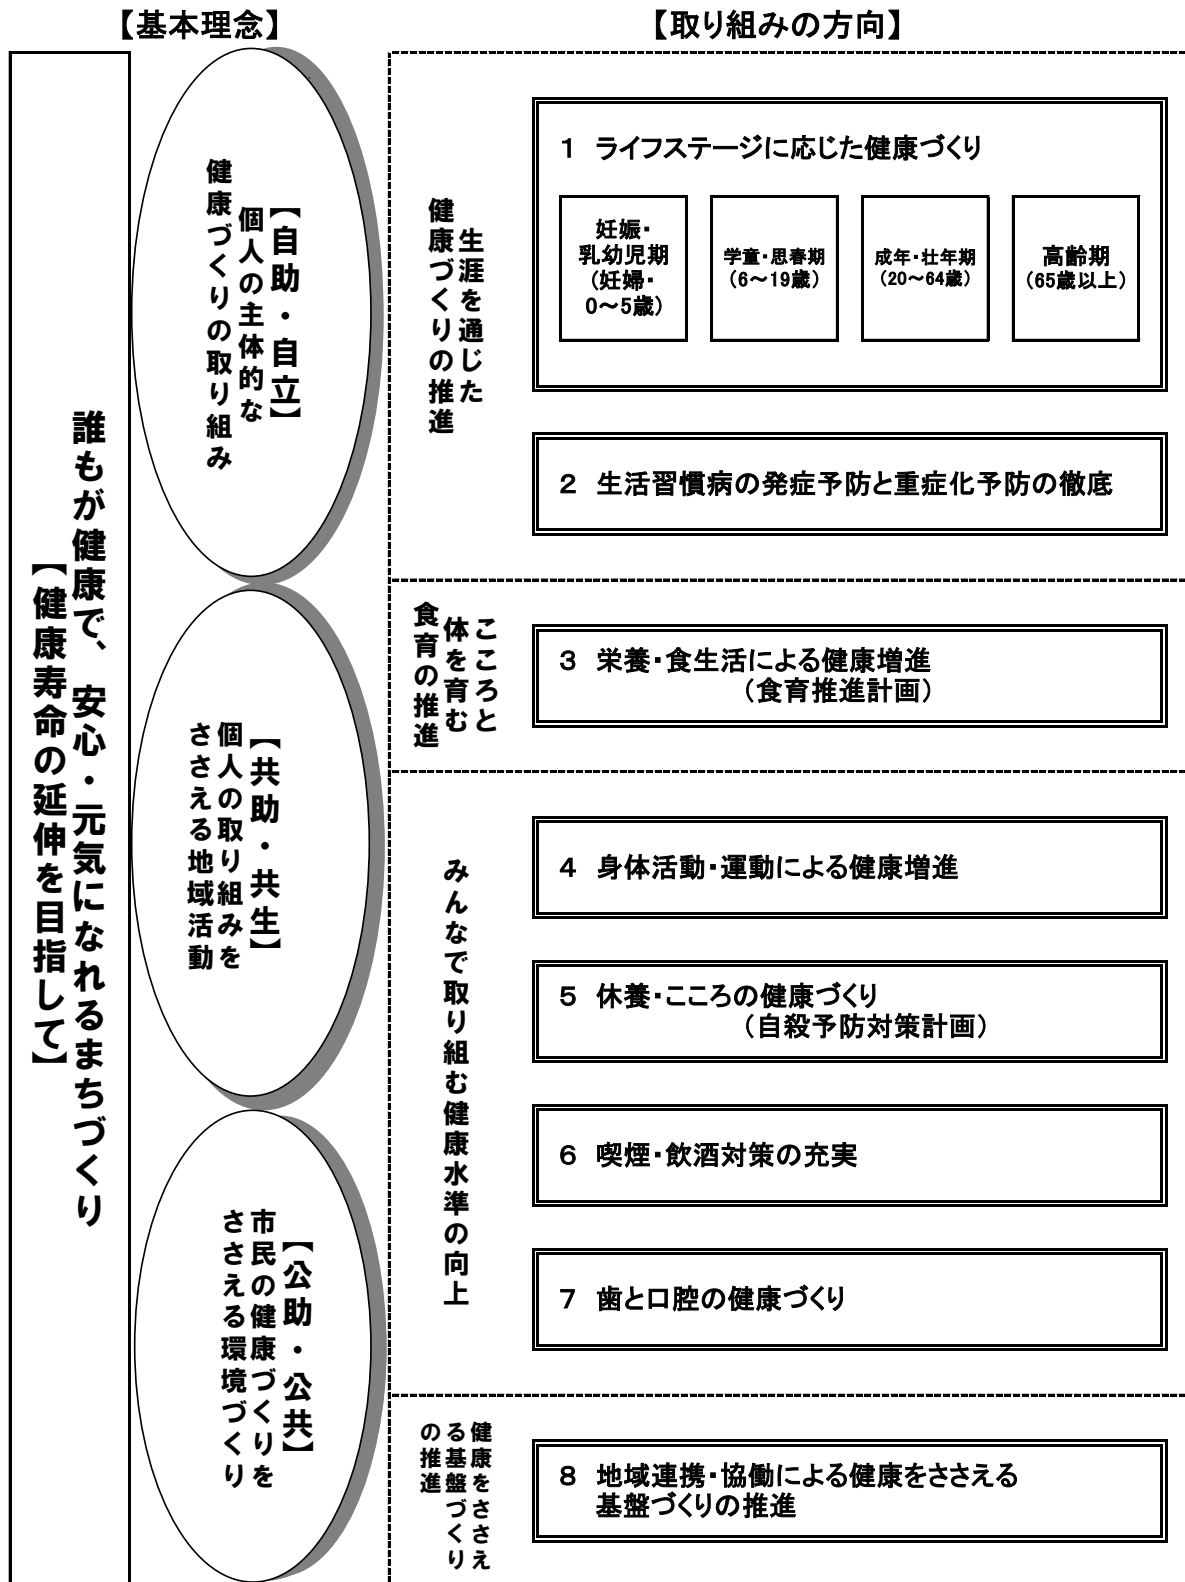 【基本理念】
【取り組みの方向】
誰もが健康で、安心・元気になれるまちづくり
【健康寿命の延伸を目指して】
【自助・自立】
個人の主体的な
健康づくりの取り組み
【共助・共生】
個人の取り組みを
ささえる地域活動
【公助・公共】
市民の健康づくりを
ささえる環境づくり
生涯を通じた
健康づくりの推進
1 ライフステージに応じた健康づくり
妊娠・
乳幼児期
(妊婦・
0～5歳)
学童・思春期
(6～19歳)
成年・壮年期
(20～64歳)
高齢期
(65歳以上)
2 生活習慣病の発症予防と重症化予防の徹底
こころと
体を育む
食育の推進
3 栄養・食生活による健康増進
(食育推進計画)
みんなで取り組む健康水準の向上
4 身体活動・運動による健康増進
5 休養・こころの健康づくり
(自殺予防対策計画)
6 喫煙・飲酒対策の充実
7 歯と口腔の健康づくり
健康をささえ
る基盤づくり
の推進
8 地域連携・協働による健康をささえる
基盤づくりの推進